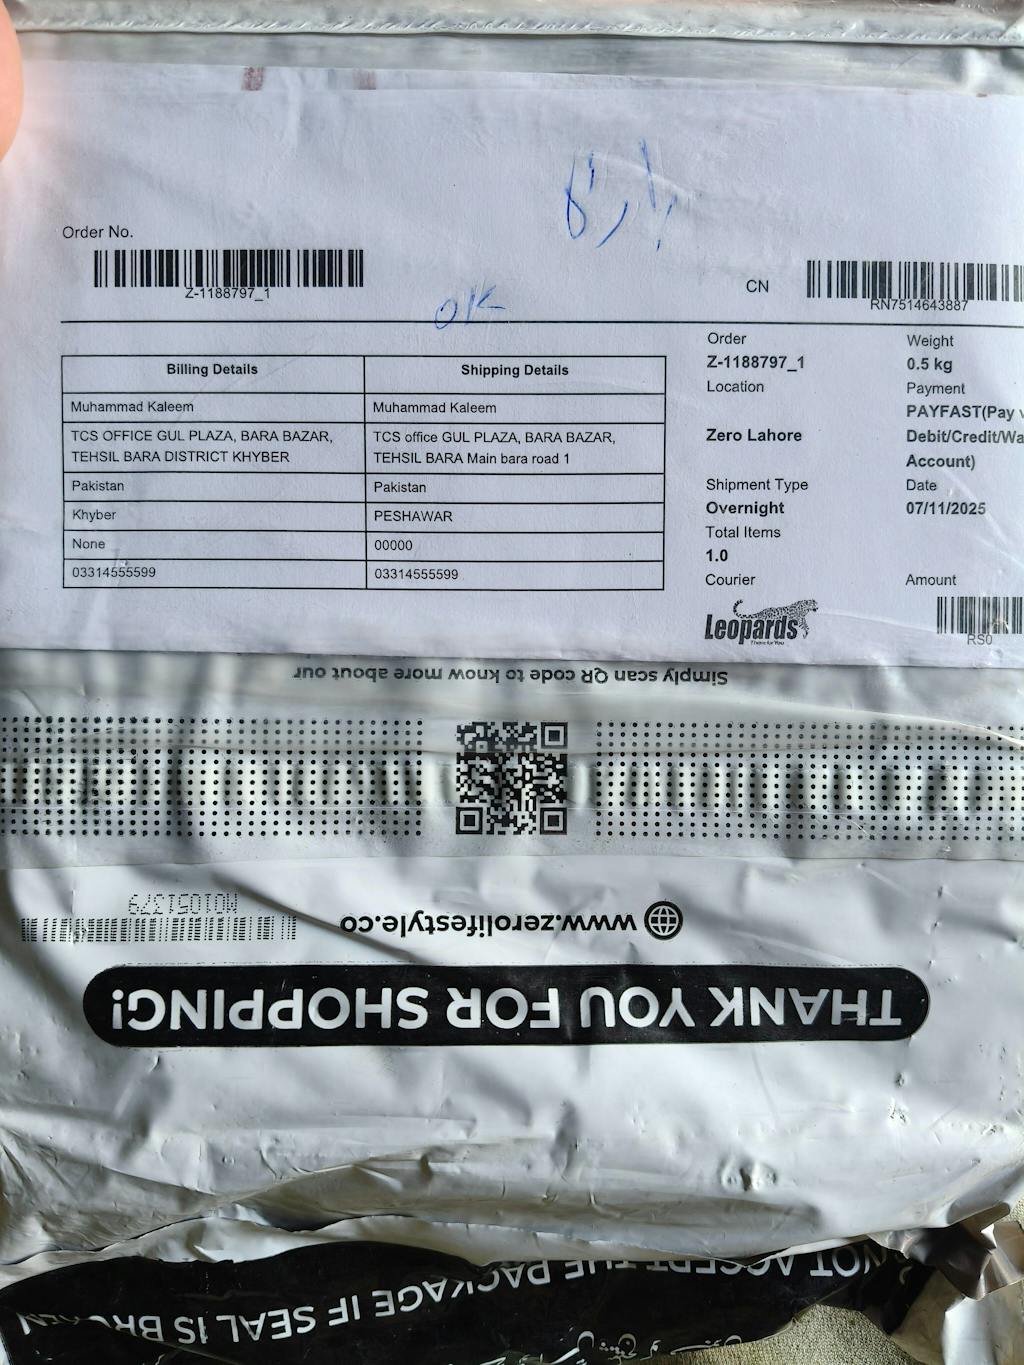 باڑہ
Order No.
Z-1188797_1
OK
CN
RN7514643887
Billing Details
Shipping Details
Muhammad Kaleem
Muhammad Kaleem
TCS OFFICE GUL PLAZA, BARA BAZAR,
TEHSIL BARA DISTRICT KHYBER
TCS office GUL PLAZA, BARA BAZAR,
TEHSIL BARA Main bara road 1
Pakistan
Pakistan
Khyber
PESHAWAR
None
00000
03314555599
03314555599
Order
Z-1188797_1
Location
Zero Lahore
Shipment Type
Overnight
Total Items
1.0
Courier
Leopards
Weight
0.5 kg
Payment
PAYFAST(Pay
Debit/Credit/Wa
Account)
Date
07/11/2025
Amount
RS0
Simply scan QR code to know more about our
www.zerolifestyle.co
M01051379
THANK YOU FOR SHOPPING!
NOT ACCEPT THE PACKAGE IF SEAL IS BROKEN